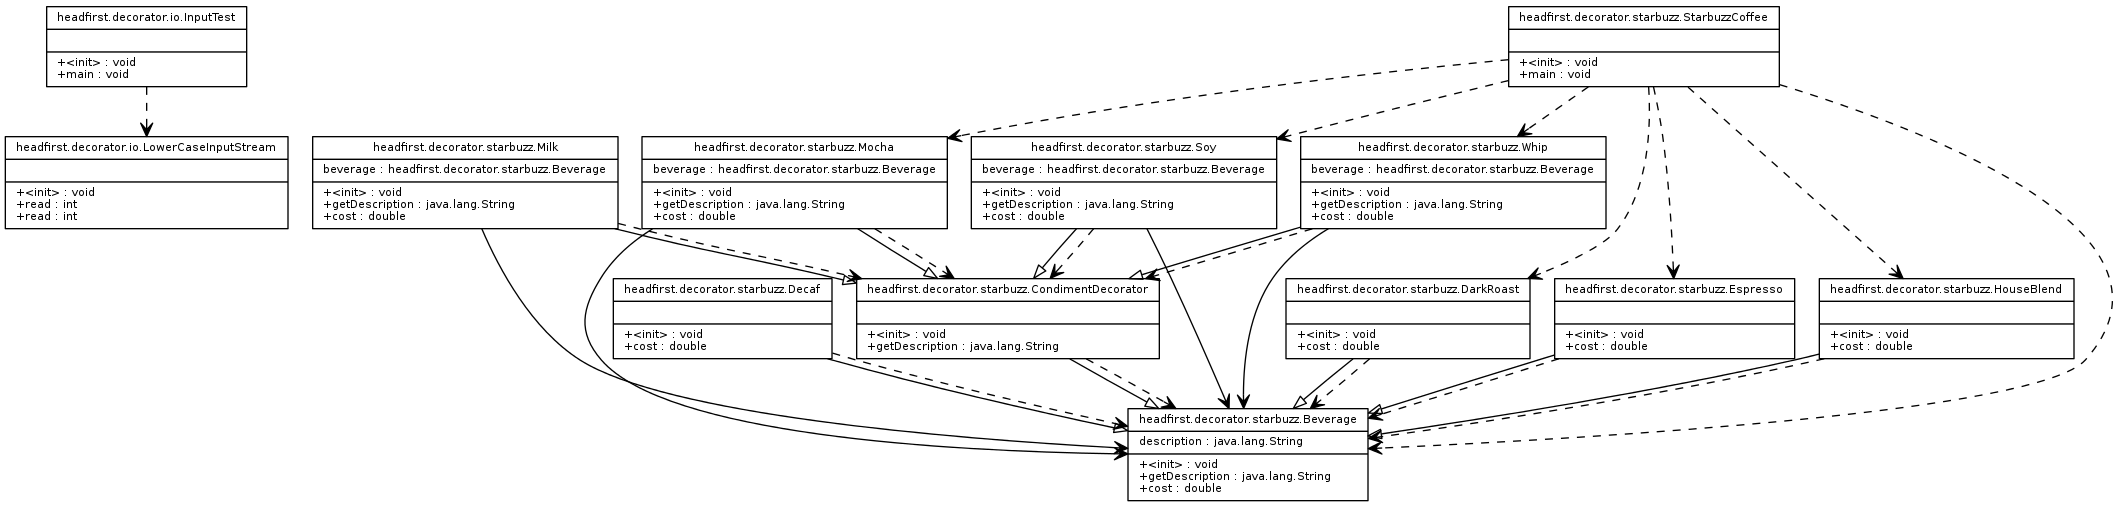 headfirst.decorator.io.InputTest
+<init> : void
+main : void
headfirst.decorator.starbuzz.StarbuzzCoffee
+<init> : void
+main : void
headfirst.decorator.io.LowerCaseInputStream
+<init> : void
+read : int
+read : int
headfirst.decorator.starbuzz.Milk
beverage : headfirst.decorator.starbuzz.Beverage
+<init> : void
+getDescription : java.lang.String
+cost : double
headfirst.decorator.starbuzz.Mocha
beverage : headfirst.decorator.starbuzz.Beverage
+<init> : void
+getDescription : java.lang.String
+cost : double
headfirst.decorator.starbuzz.Soy
beverage : headfirst.decorator.starbuzz.Beverage
+<init> : void
+getDescription : java.lang.String
+cost : double
headfirst.decorator.starbuzz.Whip
beverage : headfirst.decorator.starbuzz.Beverage
+<init> : void
+getDescription : java.lang.String
+cost : double
headfirst.decorator.starbuzz.Decaf
+<init> : void
+cost : double
headfirst.decorator.starbuzz.CondimentDecorator
+<init> : void
+getDescription : java.lang.String
headfirst.decorator.starbuzz.DarkRoast
+<init> : void
+cost : double
headfirst.decorator.starbuzz.Espresso
+<init> : void
+cost : double
headfirst.decorator.starbuzz.HouseBlend
+<init> : void
+cost : double
headfirst.decorator.starbuzz.Beverage
description : java.lang.String
+<init> : void
+getDescription : java.lang.String
+cost : double